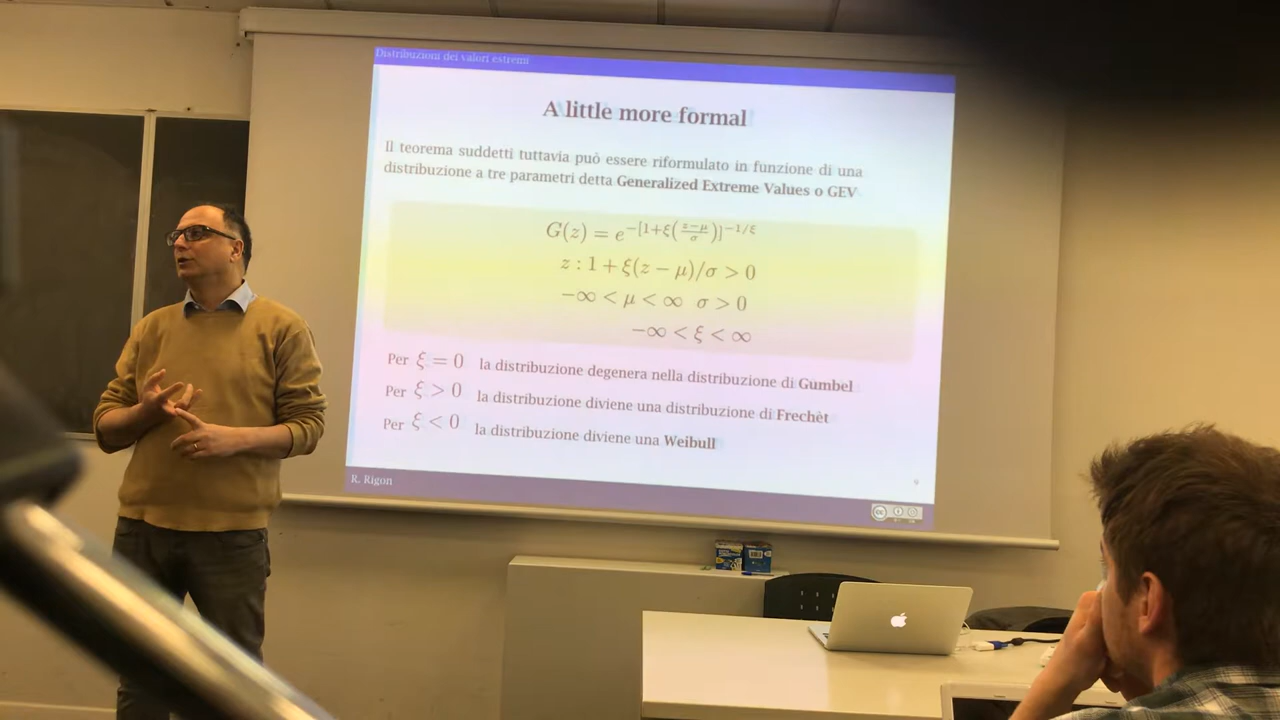 Distribuzioni dei valori estremi
A little more formal
Il teorema suddetti tuttavia può essere riformulato in funzione di una
distribuzione a tre parametri detta Generalized Extreme Values o GEV
G(z) = e^{-[1+ξ(\frac{z-μ}{σ})]^{-1/ξ}}
z : 1 + ξ(z − μ)/σ > 0
−∞ < μ < ∞ σ > 0
−∞ < ξ < ∞
Per ξ = 0 la distribuzione degenera nella distribuzione di Gumbel
Per ξ > 0 la distribuzione diviene una distribuzione di Frechèt
Per ξ < 0 la distribuzione diviene una Weibull
R. Rigon